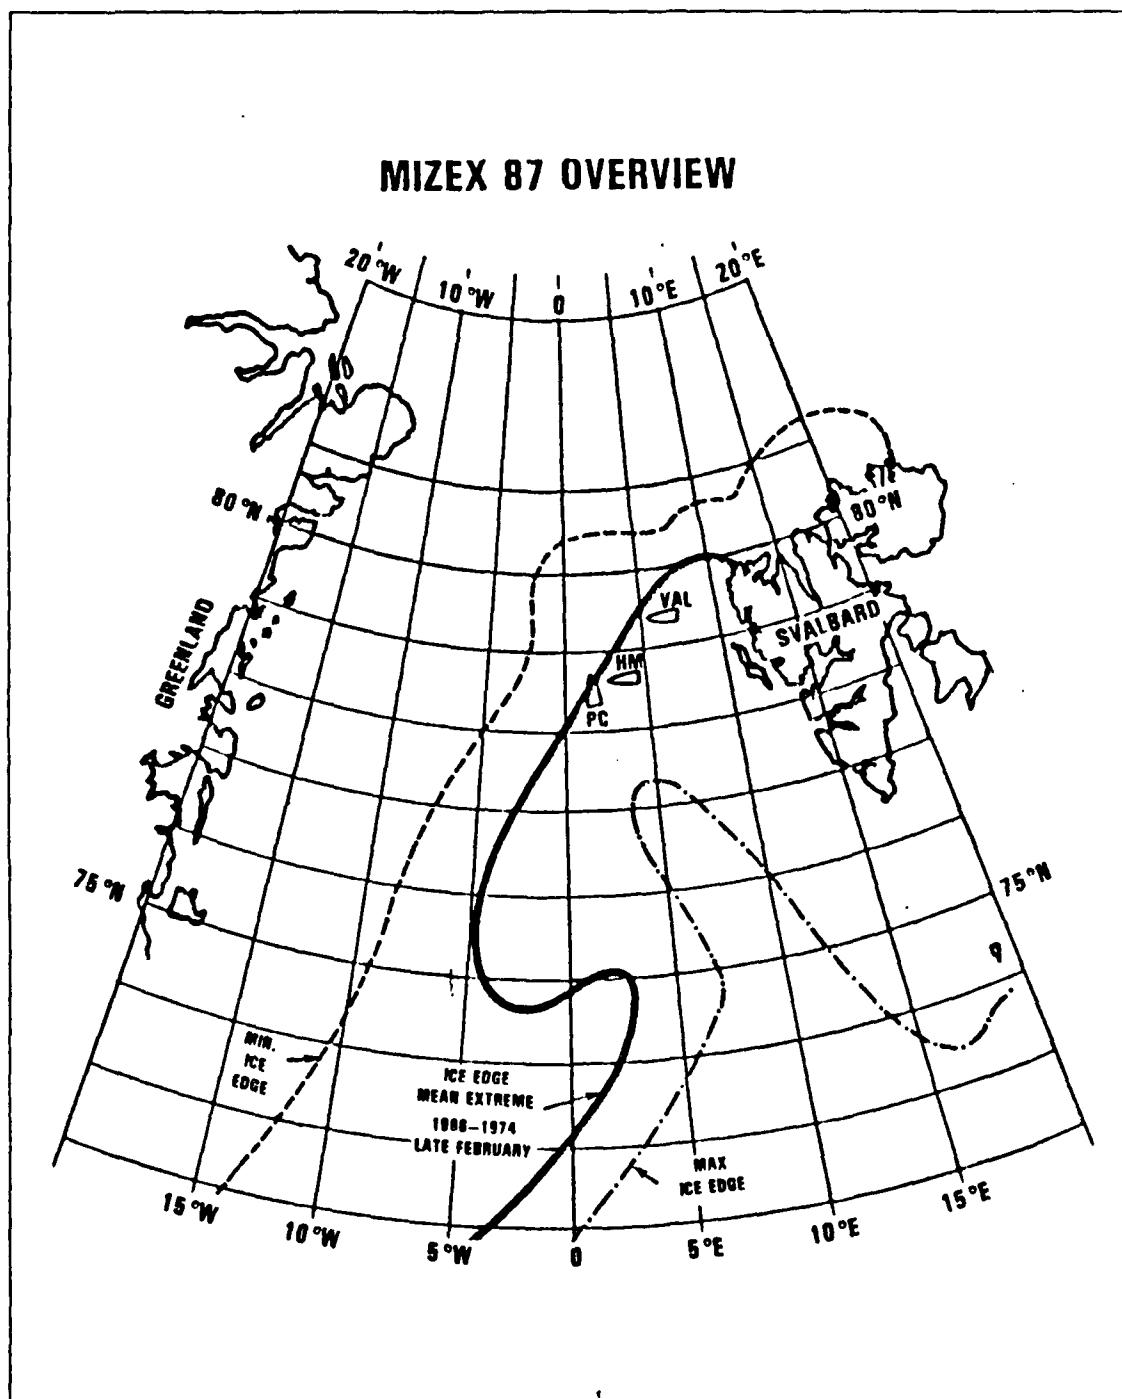 MIZEX 87 OVERVIEW
20°W
10°W
0
10°E
20°E
80°N
80°N
VAL
HM
PC
GREENLAND
SVALBARD
75°N
75°N
MIN.
ICE
EDGE
ICE EDGE
MEAN EXTREME
1966-1974
LATE FEBRUARY
MAX
ICE EDGE
15°W
10°W
5°W
0
5°E
10°E
15°E